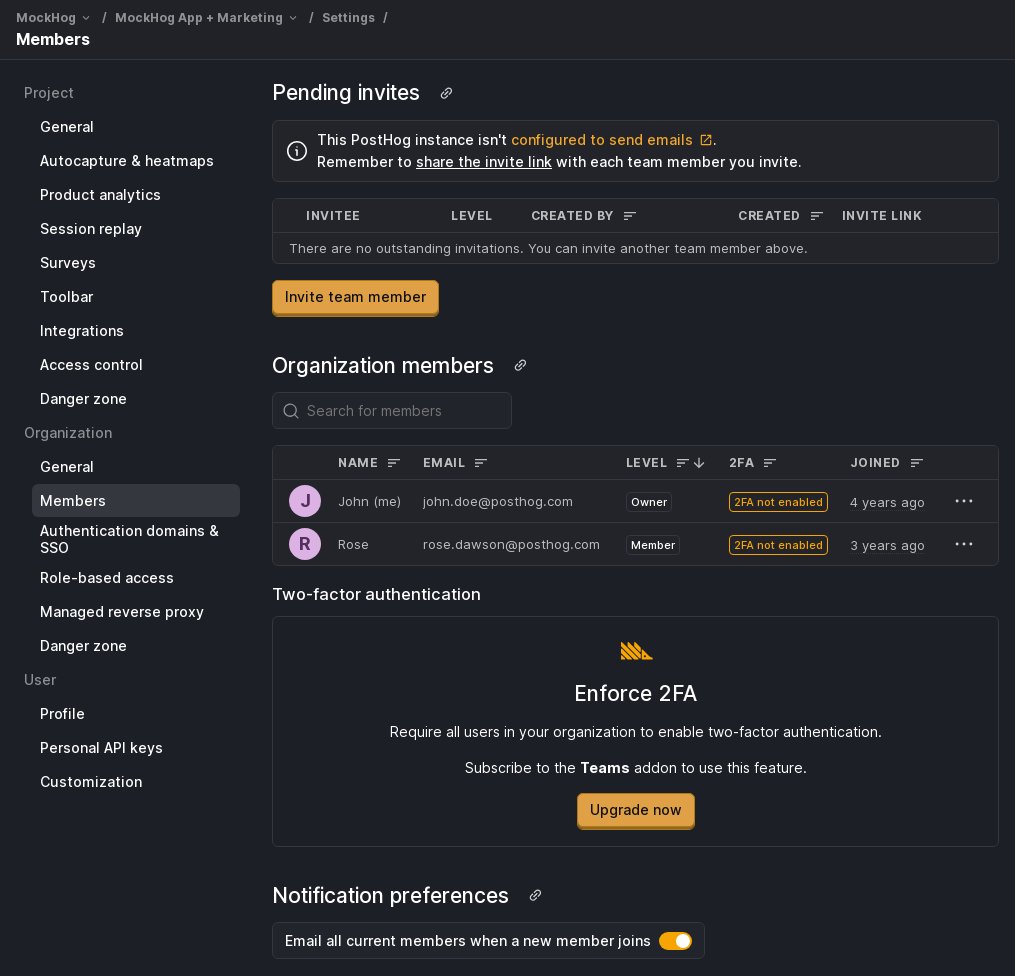 MockHog / MockHog App + Marketing / Settings /
Members
Project
General
Autocapture & heatmaps
Product analytics
Session replay
Surveys
Toolbar
Integrations
Access control
Danger zone
Organization
General
Members
Authentication domains &
SSO
Role-based access
Managed reverse proxy
Danger zone
User
Profile
Personal API keys
Customization
Pending invites
This PostHog instance isn't configured to send emails.
Remember to share the invite link with each team member you invite.
INVITEE LEVEL CREATED BY CREATED INVITE LINK
There are no outstanding invitations. You can invite another team member above.
Invite team member
Organization members
Search for members
NAME EMAIL LEVEL 2FA JOINED
J John (me) john.doe@posthog.com Owner 2FA not enabled 4 years ago
R Rose rose.dawson@posthog.com Member 2FA not enabled 3 years ago
Two-factor authentication
Enforce 2FA
Require all users in your organization to enable two-factor authentication.
Subscribe to the Teams addon to use this feature.
Upgrade now
Notification preferences
Email all current members when a new member joins